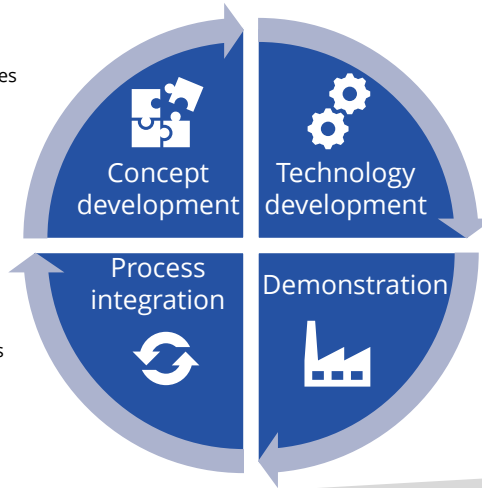 Concept
development
Technology
development
Process
integration
Demonstration